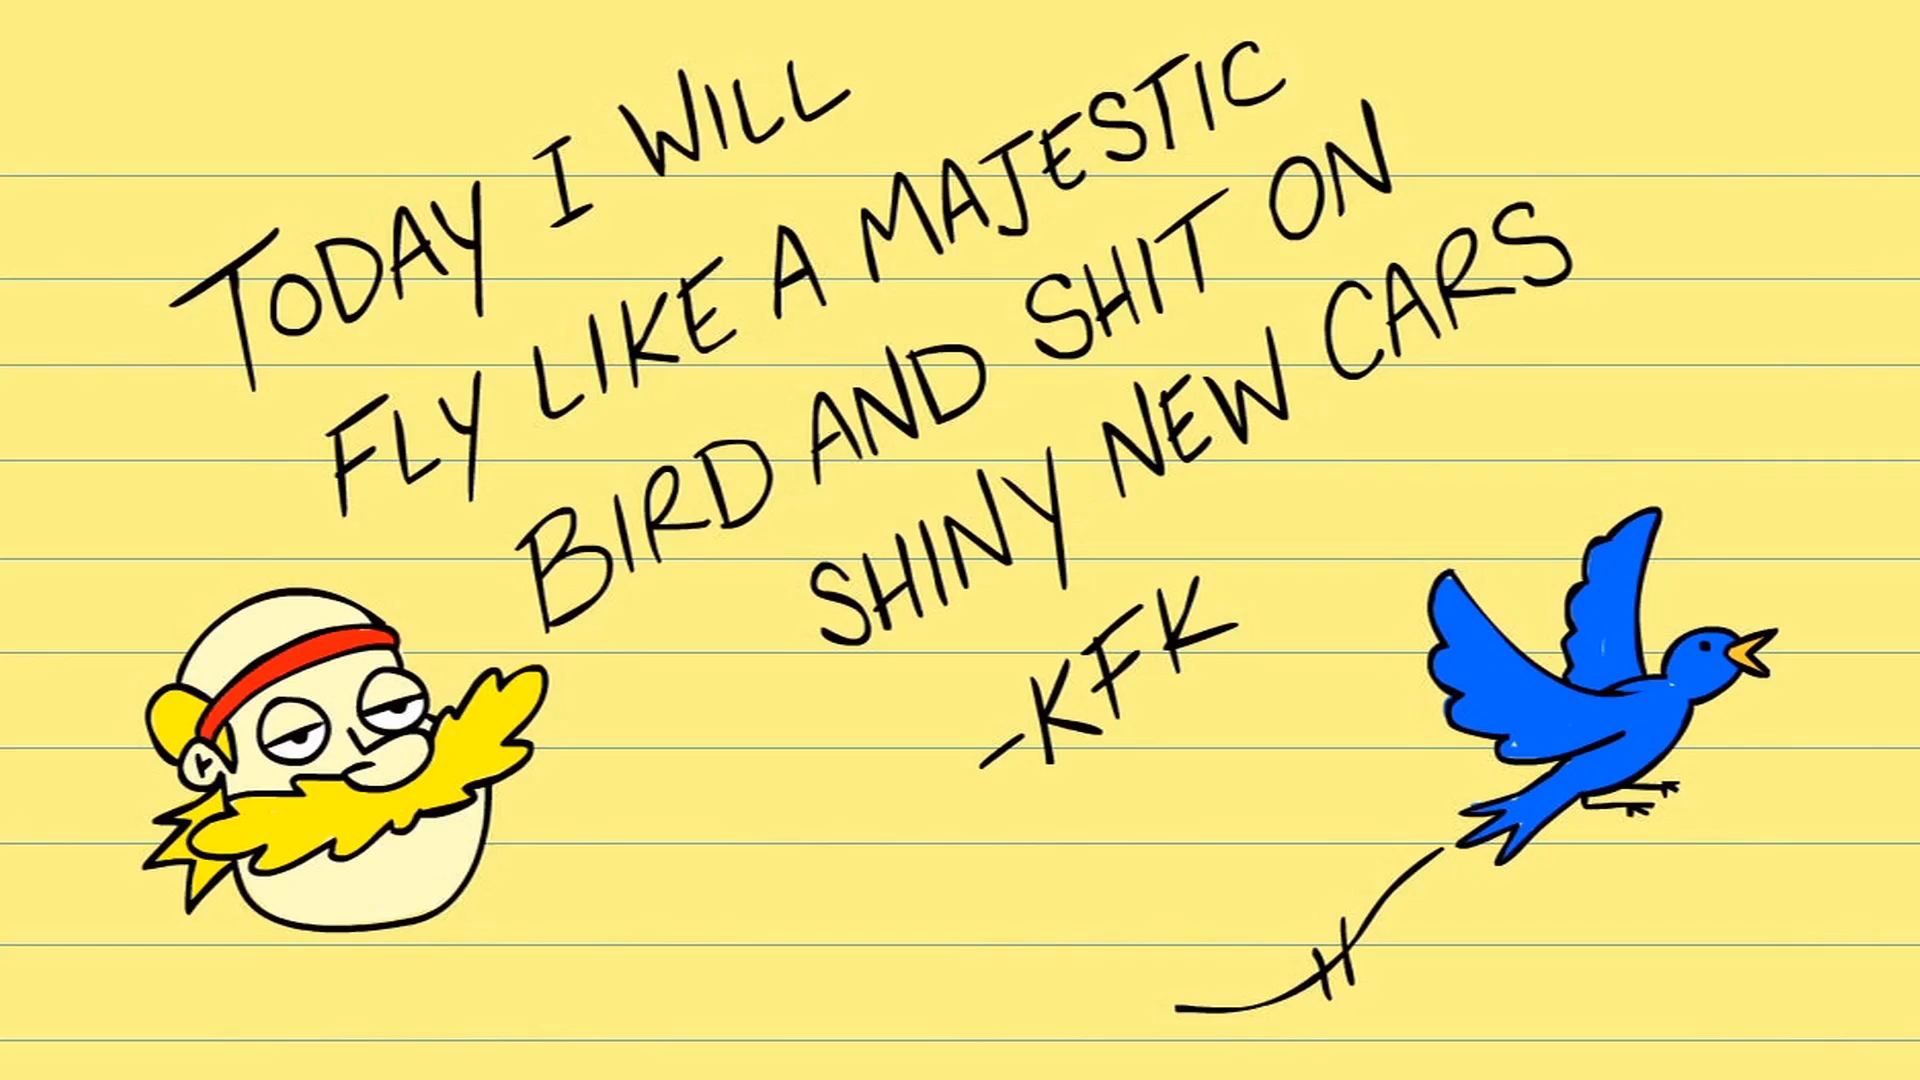 TODAY I WILL
FLY LIKE A MAJESTIC
BIRD AND SHIT ON
SHINY NEW CARS
-KFK